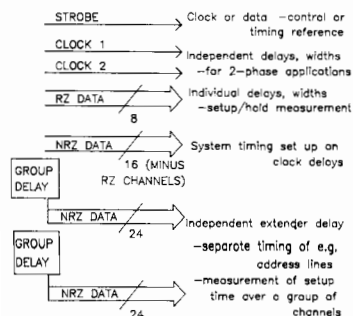 STROBE
Clock or data -control or
timing reference
CLOCK 1
Independent delays, widths
CLOCK 2
-for 2-phase applications
RZ DATA
8
Individual delays, widths
-setup/hold measurement
NRZ DATA
16 (MINUS
RZ CHANNELS)
System timing set up on
clock delays
GROUP
DELAY
NRZ DATA
24
Independent extender delay
-separate timing of e.g,
address lines
GROUP
DELAY
-measurement of setup
time over a group of
channels
NRZ DATA
24